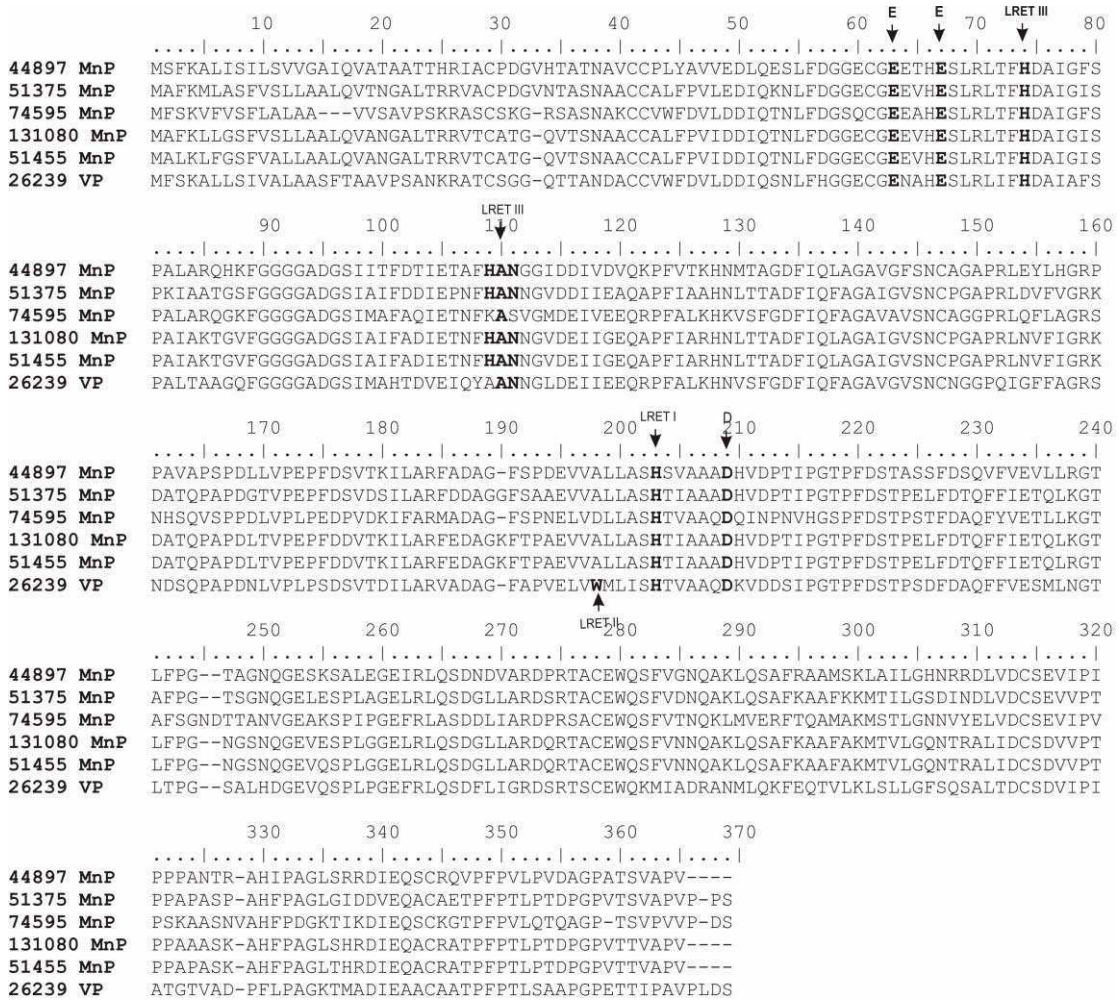 10 20 30 40 50 60 E 70 E LRET III 80
....|....|....|....|....|....|....|....|....|....|....|....|....|....|....|....|
44897 MnP MSFKALISILSVVGAIQVATAATTHRIACPDGVHTATNAVCCPLYAVVEDLQESLFDGGECGEETHESLRLTFHDAIGFS
51375 MnP MAFKMLASFVSLLAALQVTNGALTRRVACPDGVNTASNAACCALFPVLEDIQKNLFDGGECGEEVHESLRLTFHDAIGIS
74595 MnP MFSKVFVSFLALAA---VVSAVPSKRASCSKG-RSASNAKCCVWFDVLDDIQTNLFDGSQCGEEAHESLRLTFHDAIGFS
131080 MnP MAFKLLGSFVSLLAALQVANGALTRRVTCATG-QVTSNAACCALFPVIDDIQTNLFDGGECGEEVHESLRLTFHDAIGIS
51455 MnP MALKLFGSFVALLAALQVANGALTRRVTCATG-QVTSNAACCALFPVIDDIQTNLFDGGECGEEVHESLRLTFHDAIGIS
26239 VP MFSKALLSIVALAASFTAAVPSANKRATCSGG-QTTANDACCVWFDVLDDIQSNLFHGGECGENAHESLRLIFHDAIAFS
LRET III
90 100 110 120 130 140 150 160
....|....|....|....|....|....|....|....|....|....|....|....|....|....|....|....|
44897 MnP PALARQHKFGGGGADGSIITFDTIETAFHANGGIDDIVDVQKPFVTKHNMTAGDFIQLAGAVGFSNCAGAPRLEYLHGRP
51375 MnP PKIAATGSFGGGGADGSIAIFDDIEPNFHANNGVDDIIEAQAPFIAAHNLTTADFIQFAGAIGVSNCPGAPRLDVFVGRK
74595 MnP PALARQGKFGGGGADGSIMAFAQIETNFKASVGMDEIVEEQRPFALKHKVSFGDFIQFAGAVAVSNCAGGPRLQFLAGRS
131080 MnP PAIAKTGVFGGGGADGSIAIFADIETNFHANNGVDEIIGEQAPFIAMHNLTTADFIQFAGAIGVSNCPGAPRLNVFIGRK
51455 MnP PAIAKTGVFGGGGADGSIAIFADIETNFHANNGVDEIIGEQAPFIARHNLTTADFIQLAGAIGVSNCPGAPRLNVFIGRK
26239 VP PALTAAGQFGGGGADGSIMAHTDVEIQYAANNGLDEIIEEQRPFALKHNVSFGDFIQFAGAVGVSNCNGGPQIGFFAGRS
LRET I D
170 180 190 200 210 220 230 240
....|....|....|....|....|....|....|....|....|....|....|....|....|....|....|....|
44897 MnP PAVAPSPDLLVPEPFDSVTKILARFADAG-FSPDEVVALLASHSVAAADHVDPTIPGTPFDSTASSFDSQVFVEVLLRGT
51375 MnP DATQPAPDGTVPEPFDSVDSILARFDDAGGFSAAEVVALLASHTIAAADHVDPTIPGTPFDSTPELFDTQFFIETQLKGT
74595 MnP NHSQVSPPDLVPLPEDPVDKIFARMADAG-FSPNELVDLLASHTVAAQDQINPNVHGSPFDSTPSTFDAQFYVETLLKGT
131080 MnP DATQPAPDLTVPEPFDDVTKILARFEDAGKFTPAEVVALLASHTIAAADHVDPTIPGTPFDSTPELFDTQFFIETQLKGT
51455 MnP DATQPAPDLTVPEPFDDVTKILARFEDAGKFTPAEVVALLASHTIAAADHVDPTIPGTPFDSTPELFDTQFFIETQLRGT
26239 VP NDSQPAPDNLVPLPSDSVTDILARVADAG-FAPVELVWMLISHTVAAQDKVDDSIPGTPFDSTPSDFDAQFFVESMLNGT
LRET II
250 260 270 280 290 300 310 320
....|....|....|....|....|....|....|....|....|....|....|....|....|....|....|....|
44897 MnP LFPG--TAGNQGESKSALEGEIRLQSDNDVARDPRTACEWQSFVGNQAKLQSAFRAAMSKLAILGHNRRDLVDCSEVIPI
51375 MnP AFPG--TSGNQGELESPLAGELRLQSDGLLARDPRTACEWQSFVDNQAKLQSAFKAAFKKMTILGSDINDLVDCSEVIPI
74595 MnP AFSGNDTTANVGEAKSPIPGEFRLASDDLIARDPRSACEWQSFVTNQKLMVERFTQAMAKMSTLGNNVYELVDCSEVIPV
131080 MnP LFPG--NGSNQGEVESPLGGELRLQSDGLLARDQRTACEWQSFVNNQAKLQSAFKAAFAKMTVLGQNTRALIDCSDVVPT
51455 MnP LFPG--NGSNQGEVQSPLGGELRLQSDGLLARDQRTACEWQSFVNNQAKLQSAFKAAFAKMTVLGQNTRALIDCSDVVPT
26239 VP LTPG--SALHDGEVQSPLPGEFRLQSDFLIGRDSRTSCEWQKMIADRANMLQKFEQTVLKLSLLGFSQSALTDCSDVIPI
330 340 350 360 370
....|....|....|....|....|....|....|....|....|....|
44897 MnP PPPANTR-AHIPAGLSRRDIEQSCRQVPFPVLPVDAGPATSVAPV----
51375 MnP PPAPASP-AHFPAGLGIDDVEQACAETPFPTLPTDPGPVTSVAPVP-PS
74595 MnP PSKAASNVAHFPDGKTIKDIEQSCKGTPFPVLQTQAGP-TSVPVVP-DS
131080 MnP PPAAASK-AHFPAGLSHRDIEQACRATPFPTLPTDPGPVTTVAPV----
51455 MnP PPAPASK-AHFPAGLTHRDIEQACRATPFPTLPTDPGPVTTVAPV----
26239 VP ATGTVAD-PFLPAGKTMADIEAACAATPFPTLSAAPGPETTIPAVPLDS